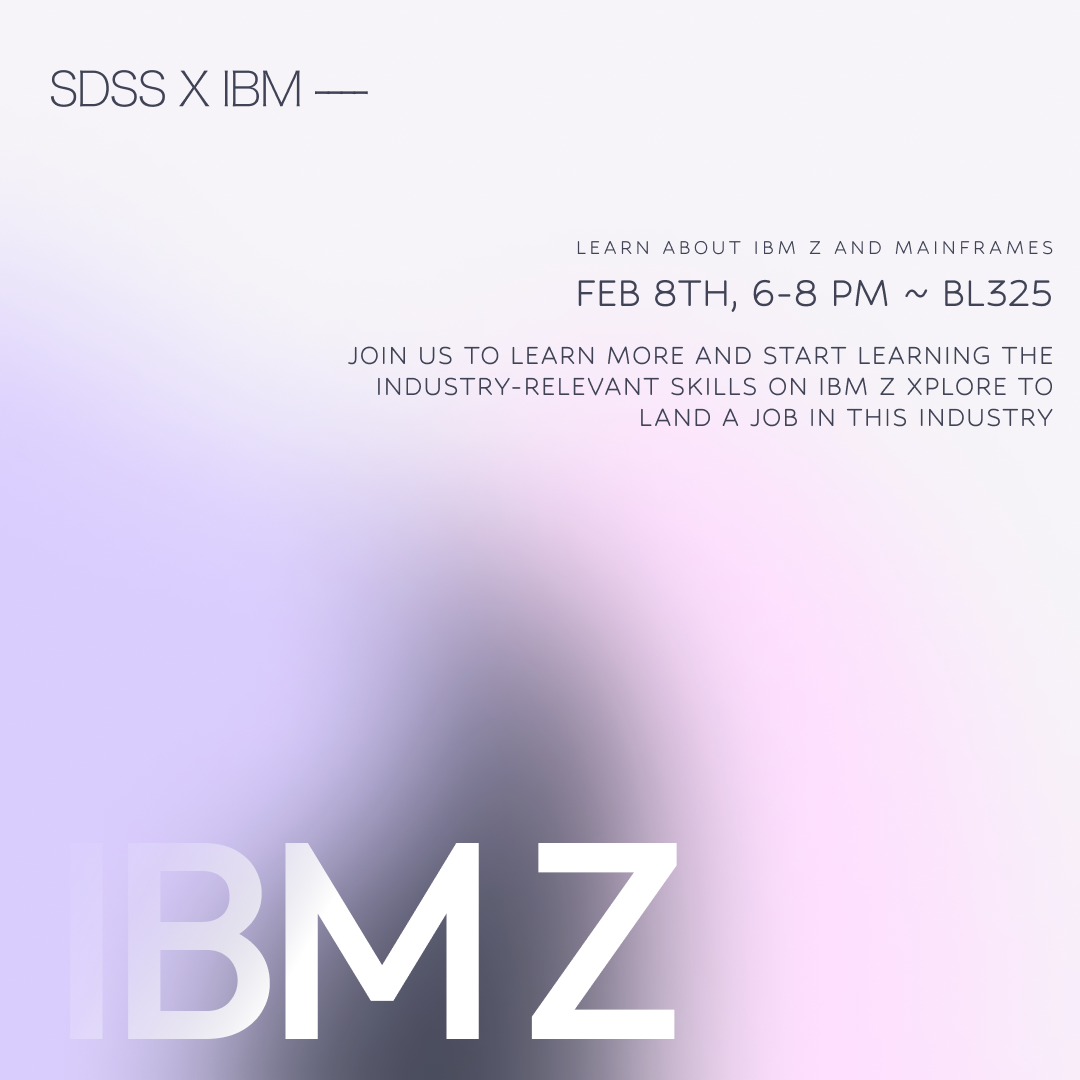 SDSS X IBM —
LEARN ABOUT IBM Z AND MAINFRAMES
FEB 8TH, 6-8 PM ~ BL325
JOIN US TO LEARN MORE AND START LEARNING THE
INDUSTRY-RELEVANT SKILLS ON IBM Z XPLORE TO
LAND A JOB IN THIS INDUSTRY
IBM Z